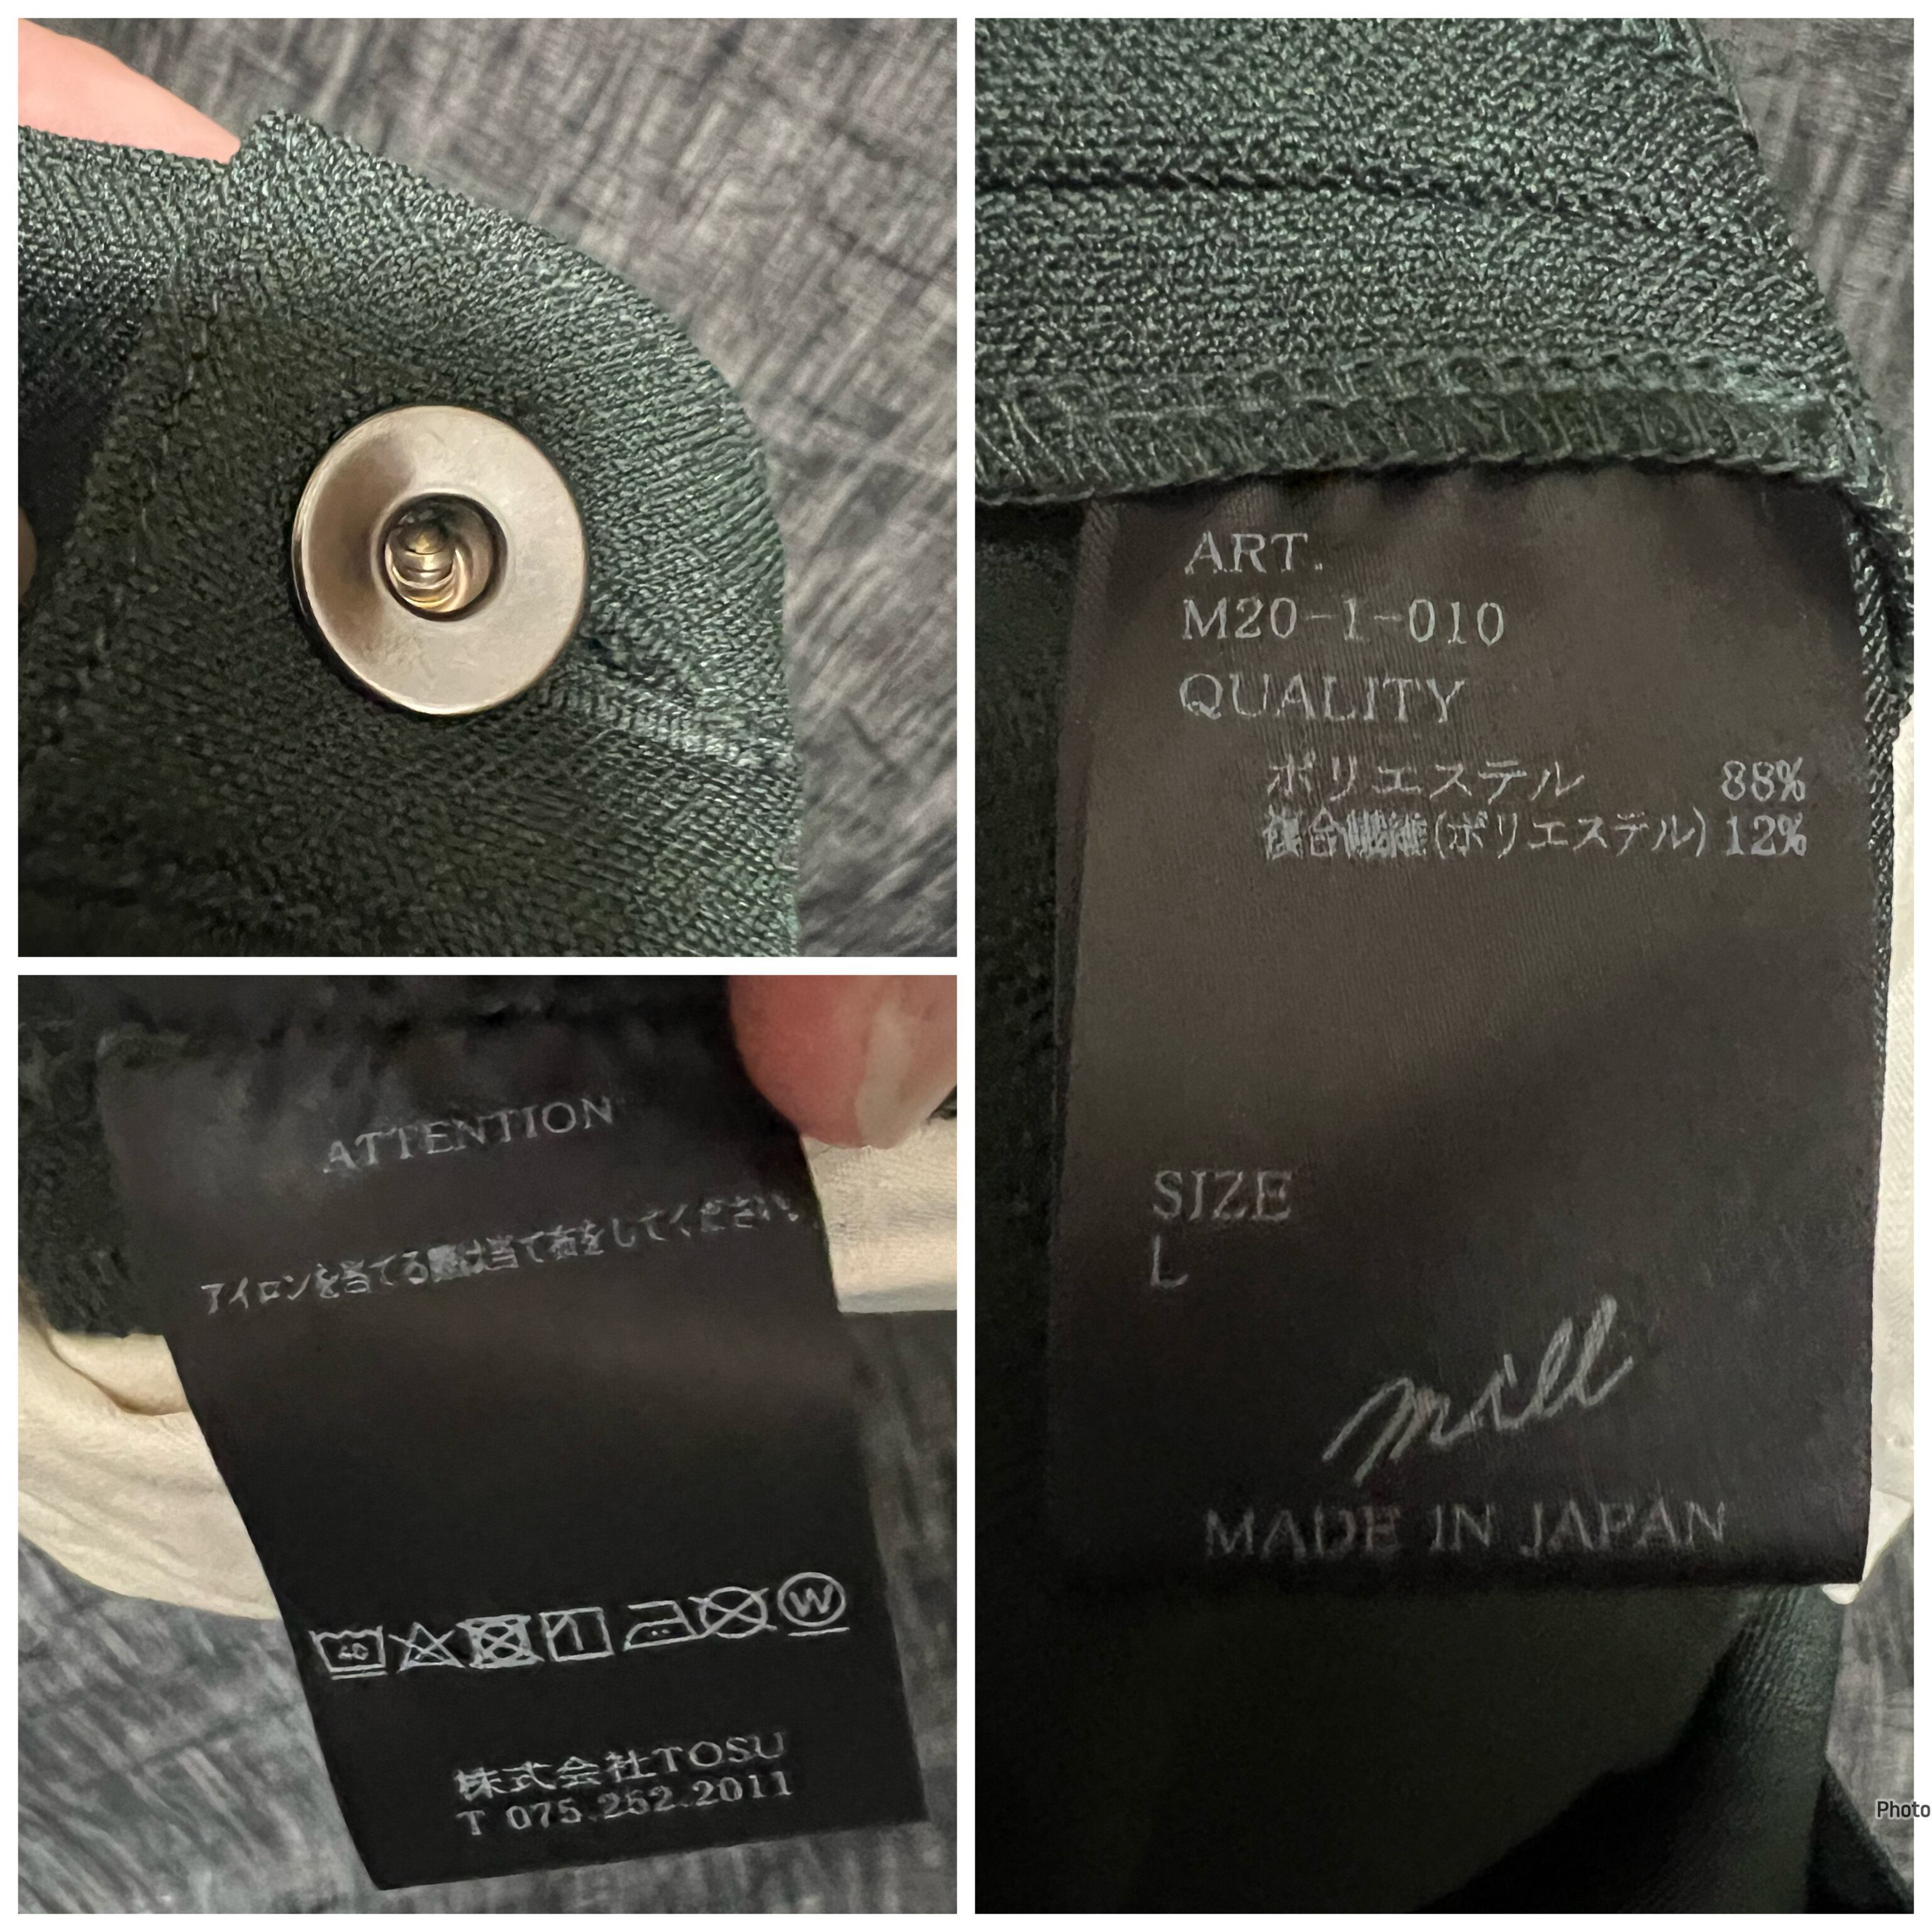 ART.
M20-1-010
QUALITY
ポリエステル 88%
複合繊維(ポリエステル) 12%
SIZE
L
mill
MADE IN JAPAN
ATTENTION
アイロンを当てる際は当て布をしてください。
40
W
株式会社TOSU
T 075.252.2011
Photo